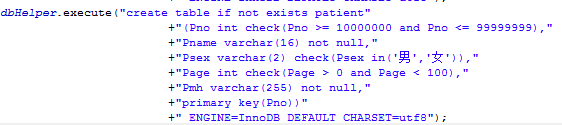 dbHelper.execute("create table if not exists patient"
+"(Pno int check(Pno >= 10000000 and Pno <= 99999999),"
+"Pname varchar(16) not null,"
+"Psex varchar(2) check(Psex in('男','女')),"
+"Page int check(Page > 0 and Page < 100),"
+"Pmh varchar(255) not null,"
+"primary key(Pno))"
+" ENGINE=InnoDB DEFAULT CHARSET=utf8");